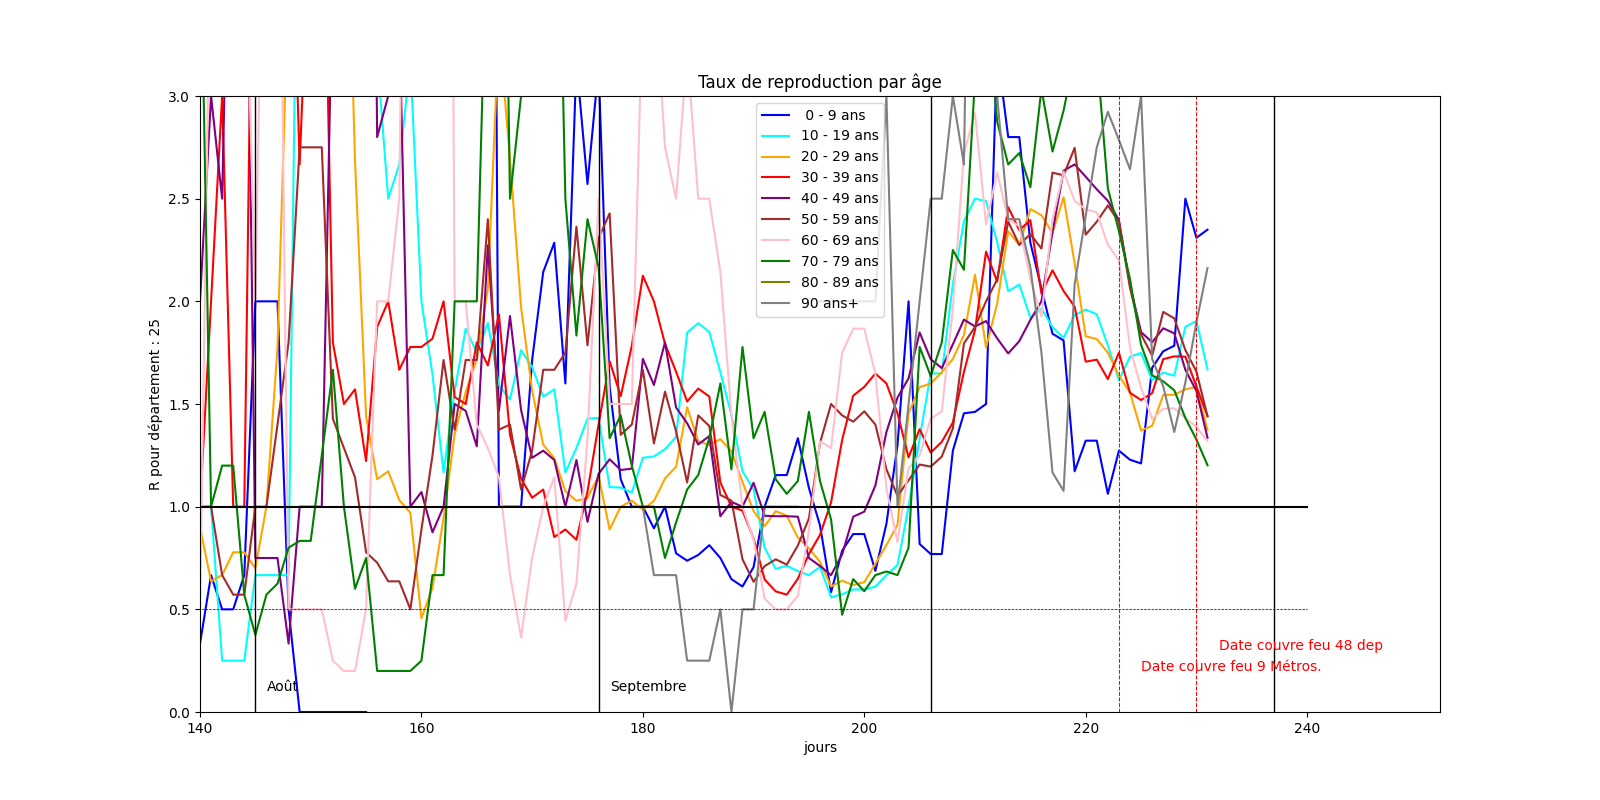 Taux de reproduction par âge
R pour département : 25
3.0
2.5
2.0
1.5
1.0
0.5
0.0
0 - 9 ans
10 - 19 ans
20 - 29 ans
30 - 39 ans
40 - 49 ans
50 - 59 ans
60 - 69 ans
70 - 79 ans
80 - 89 ans
90 ans+
Date couvre feu 48 dep
Date couvre feu 9 Métros.
Août
Septembre
140
160
180
200
220
240
jours